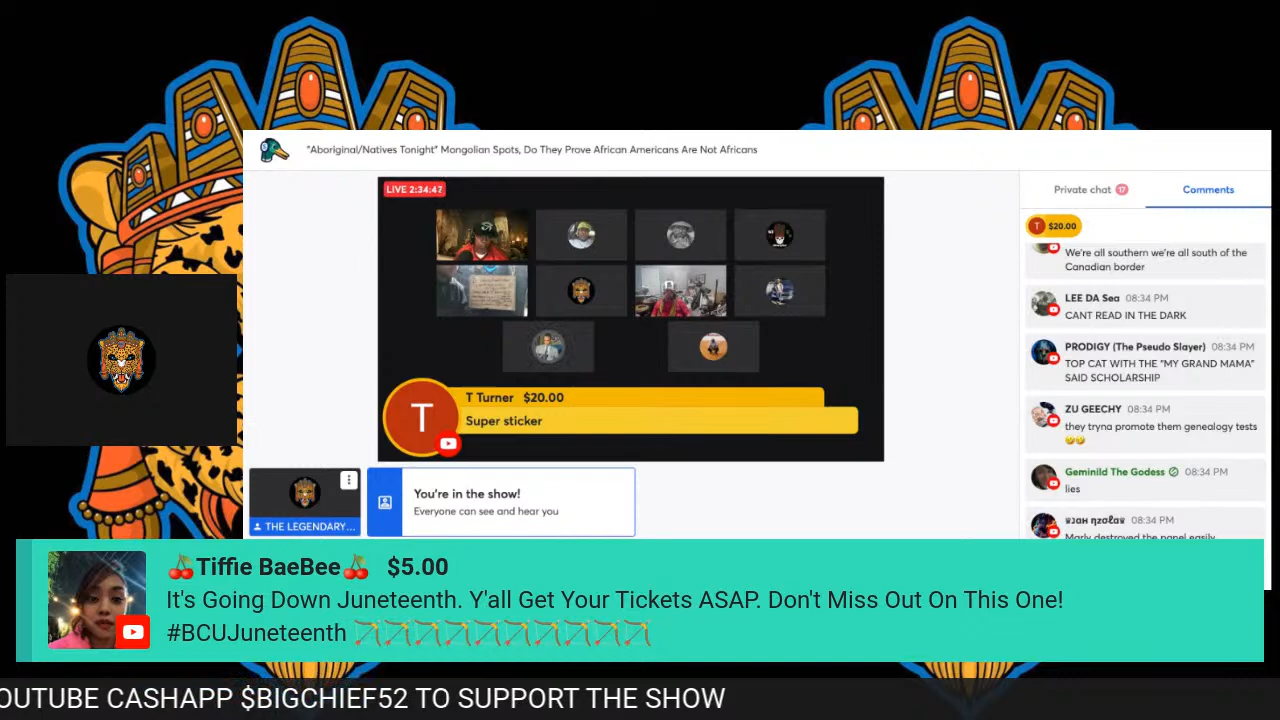 "Aboriginal/Natives Tonight" Mongolian Spots, Do They Prove African Americans Are Not Africans
LIVE 2:34:47
T
T Turner $20.00
Super sticker
THE LEGENDARY...
You're in the show!
Everyone can see and hear you
Private chat 17 Comments
T $20.00
We're all southern we're all south of the
Canadian border
LEE DA Sea 08:34 PM
CANT READ IN THE DARK
PRODIGY (The Pseudo Slayer) 08:34 PM
TOP CAT WITH THE "MY GRAND MAMA"
SAID SCHOLARSHIP
ZU GEECHY 08:34 PM
they tryna promote them genealogy tests
🤣🤣
Geminild The Godess 08:34 PM
lies
08:34 PM
Marly destroyed the panel easily
🍒Tiffie BaeBee🍒 $5.00
It's Going Down Juneteenth. Y'all Get Your Tickets ASAP. Don't Miss Out On This One!
#BCUJuneteenth 🏹🏹🏹🏹🏹🏹🏹🏹🏹🏹
OUTUBE CASHAPP $BIGCHIEF52 TO SUPPORT THE SHOW